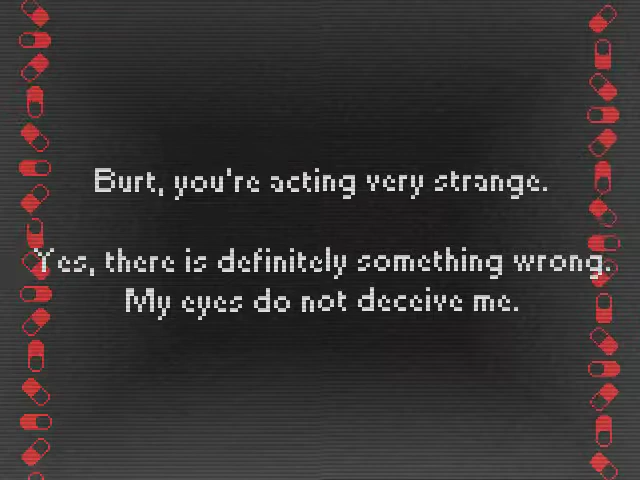 Burt, you're acting very strange.
Yes, there is definitely something wrong.
My eyes do not deceive me.